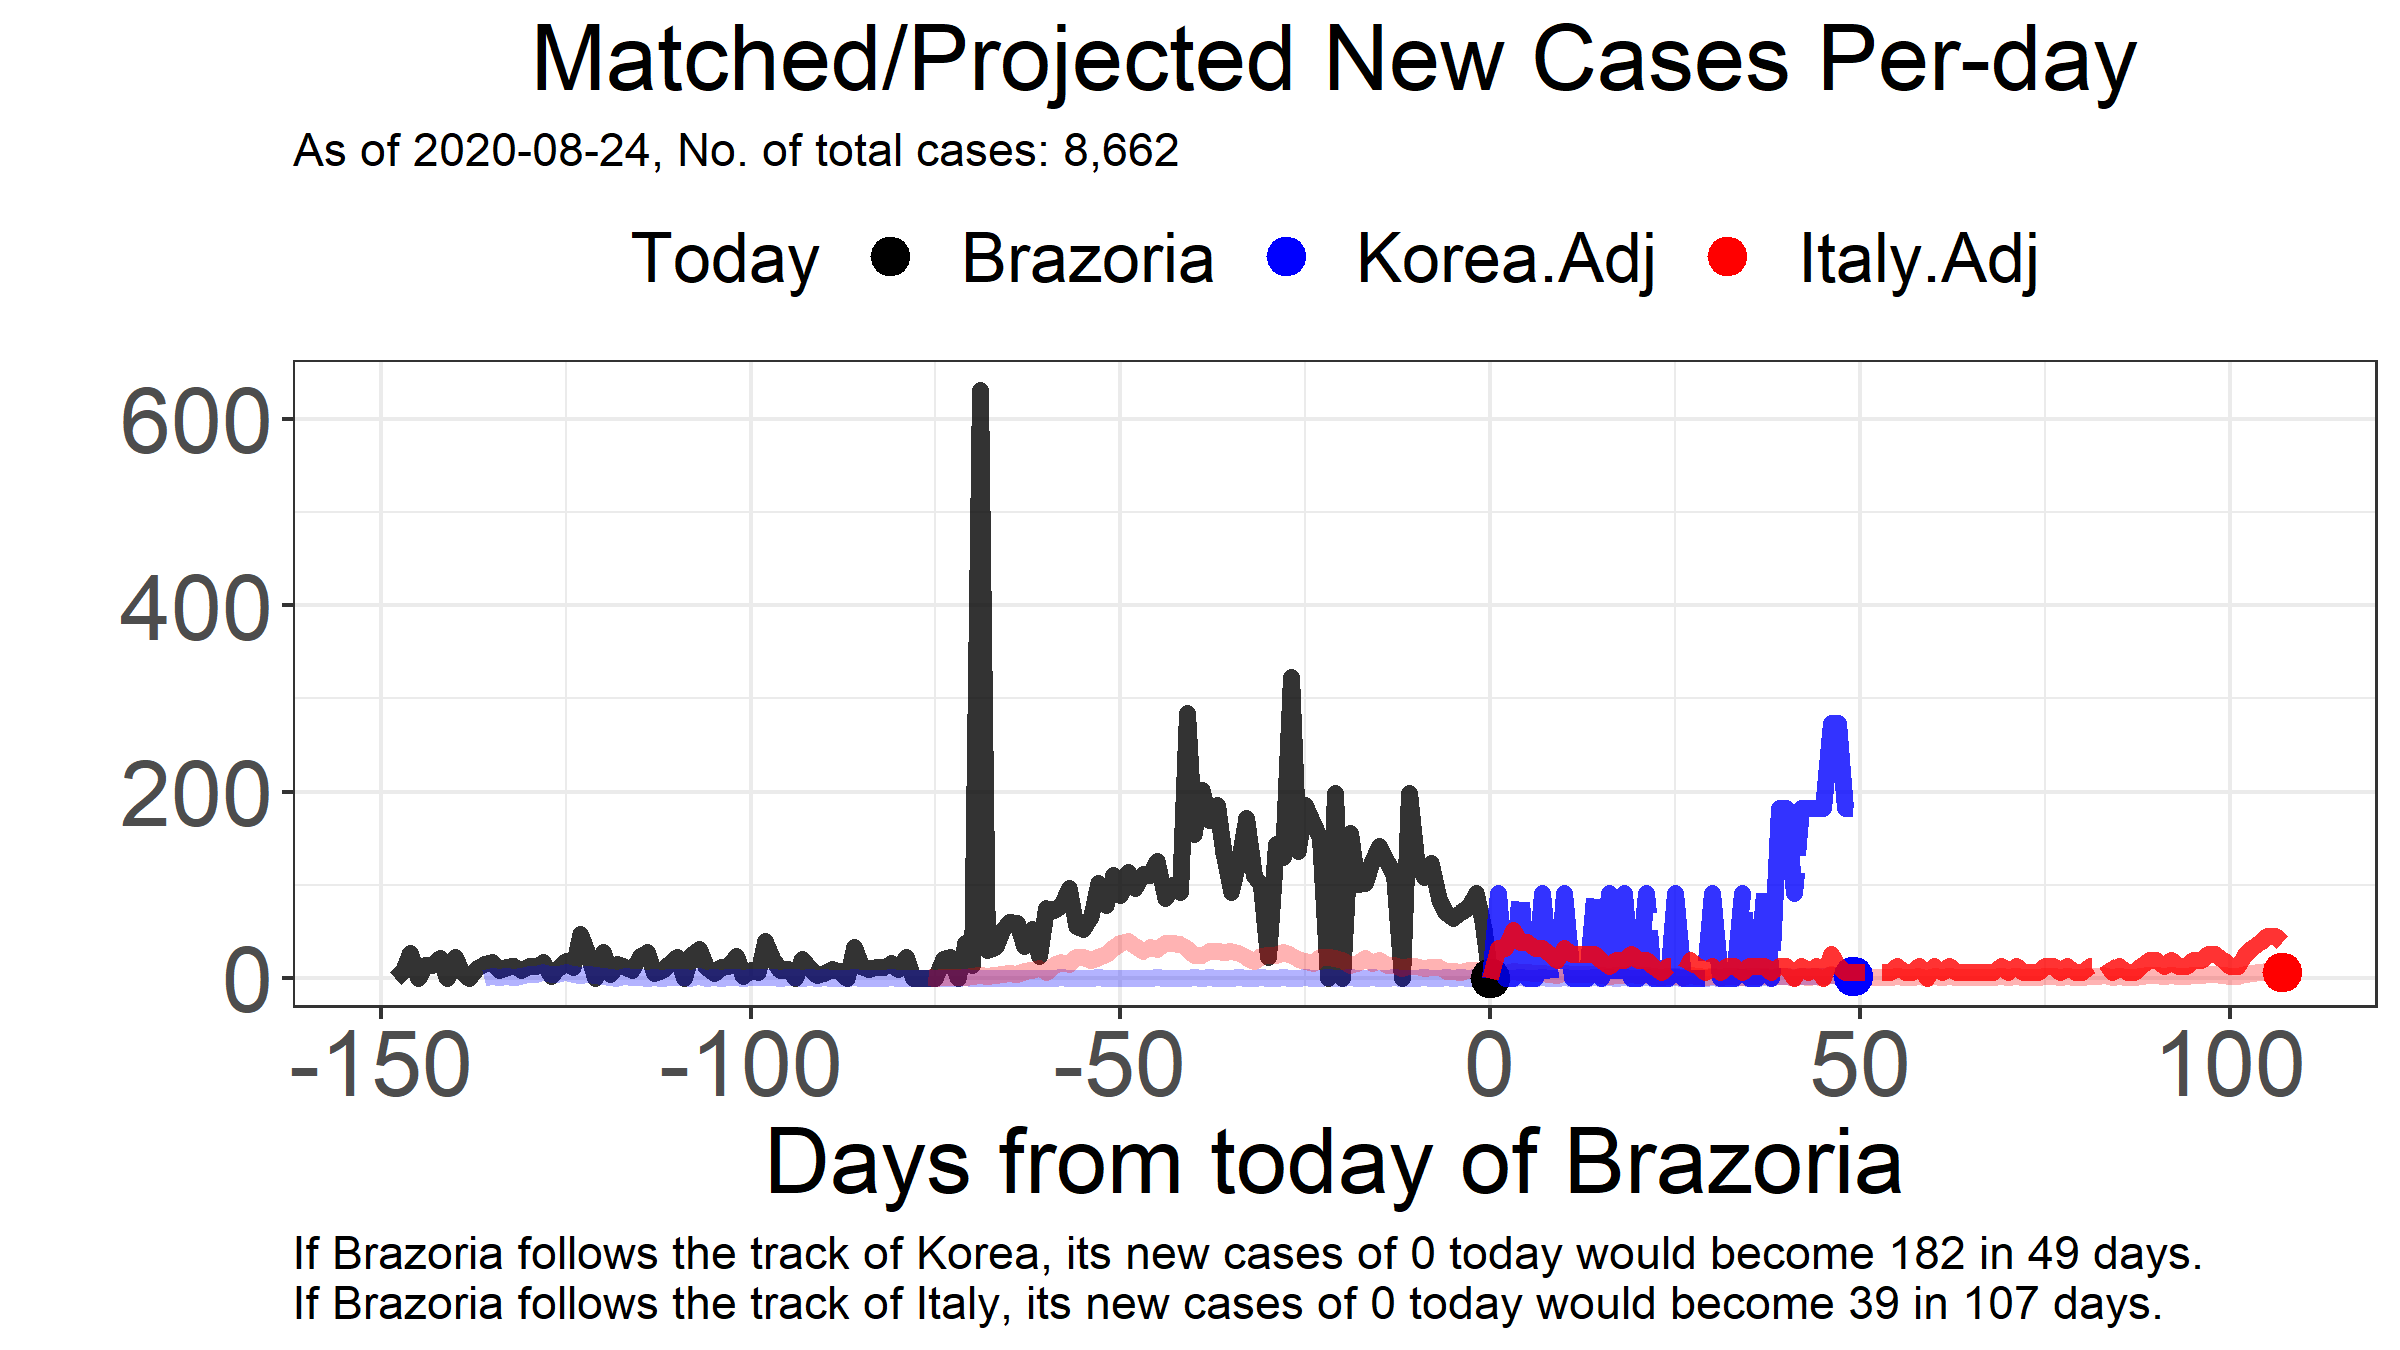 Matched/Projected New Cases Per-day
As of 2020-08-24, No. of total cases: 8,662
Today Brazoria Korea.Adj Italy.Adj
600
400
200
0
-150 -100 -50 0 50 100
Days from today of Brazoria
If Brazoria follows the track of Korea, its new cases of 0 today would become 182 in 49 days.
If Brazoria follows the track of Italy, its new cases of 0 today would become 39 in 107 days.